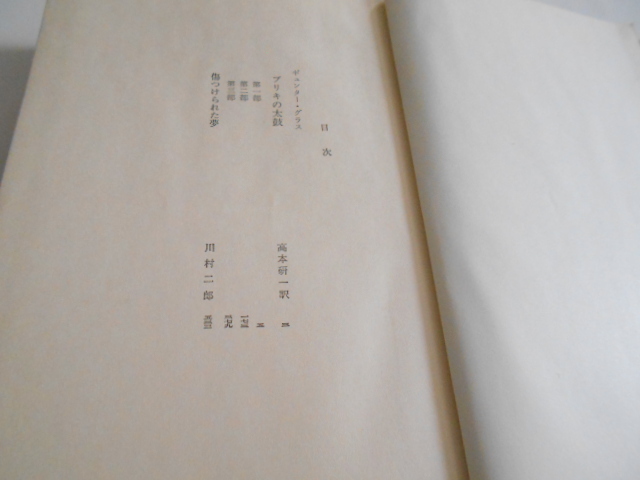 目次
ギュンター・グラス
ブリキの太鼓 高本研一訳
第一部
第二部
第三部
傷つけられた夢 川村二郎